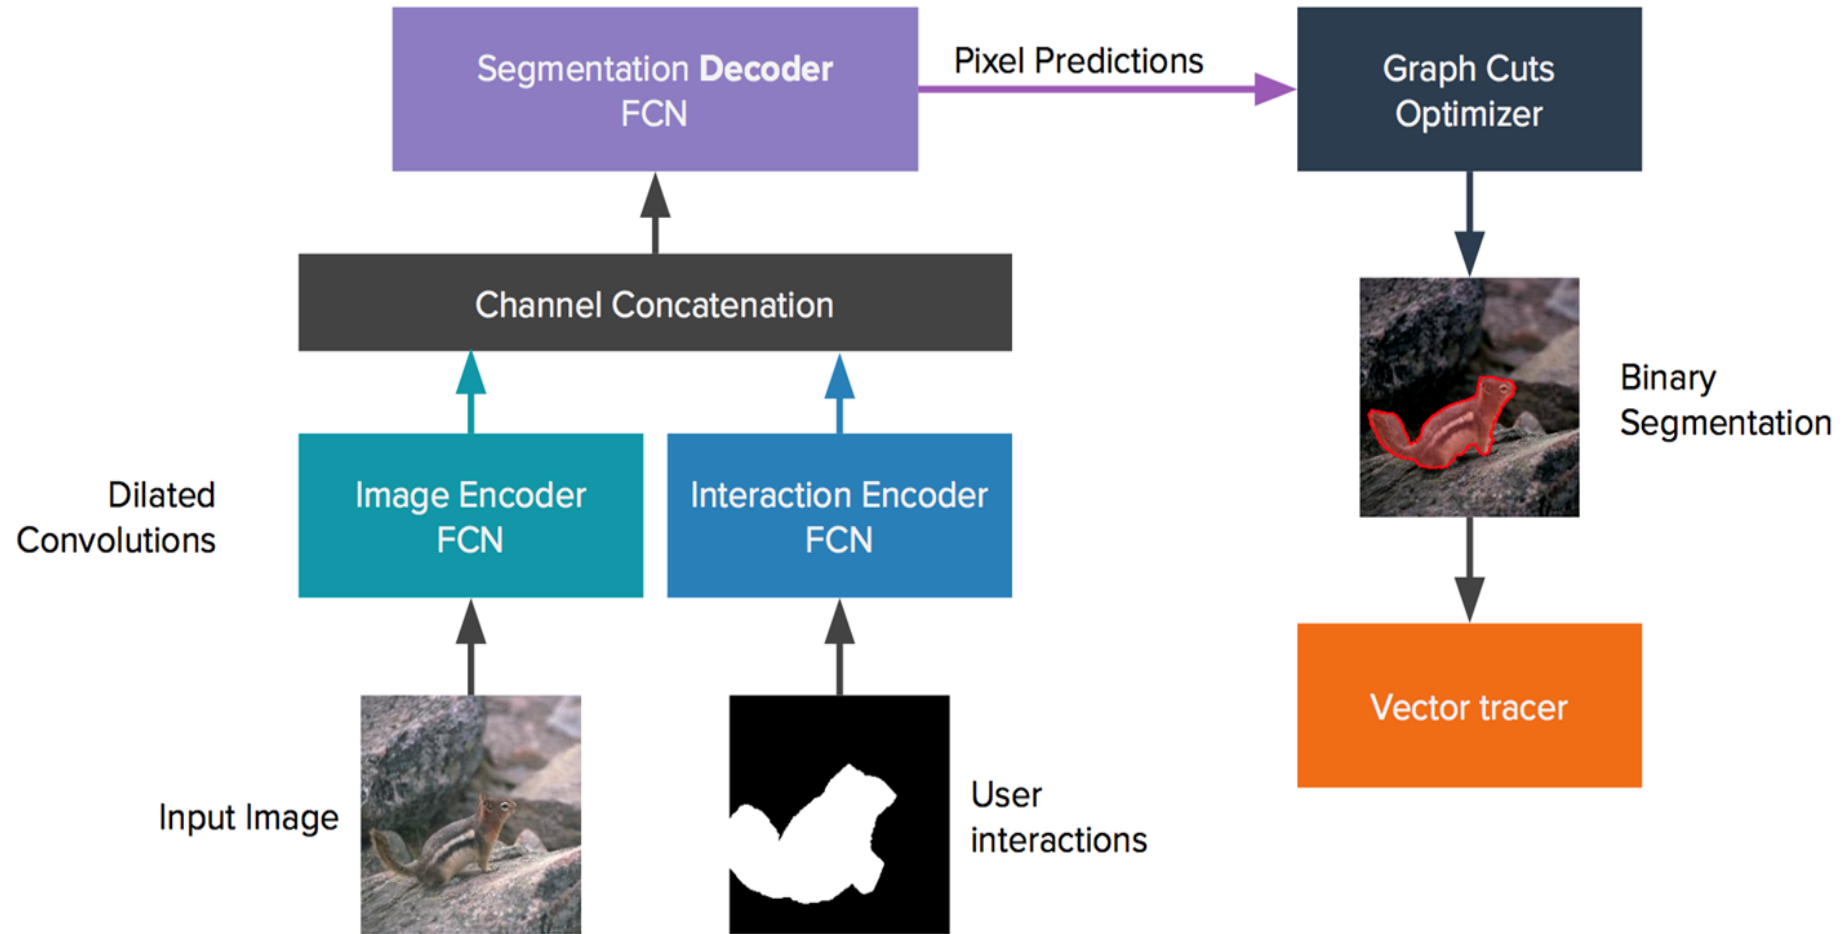 Segmentation Decoder
FCN
Pixel Predictions
Graph Cuts
Optimizer
Channel Concatenation
Binary
Segmentation
Dilated
Convolutions
Image Encoder
FCN
Interaction Encoder
FCN
Vector tracer
Input Image
User
interactions